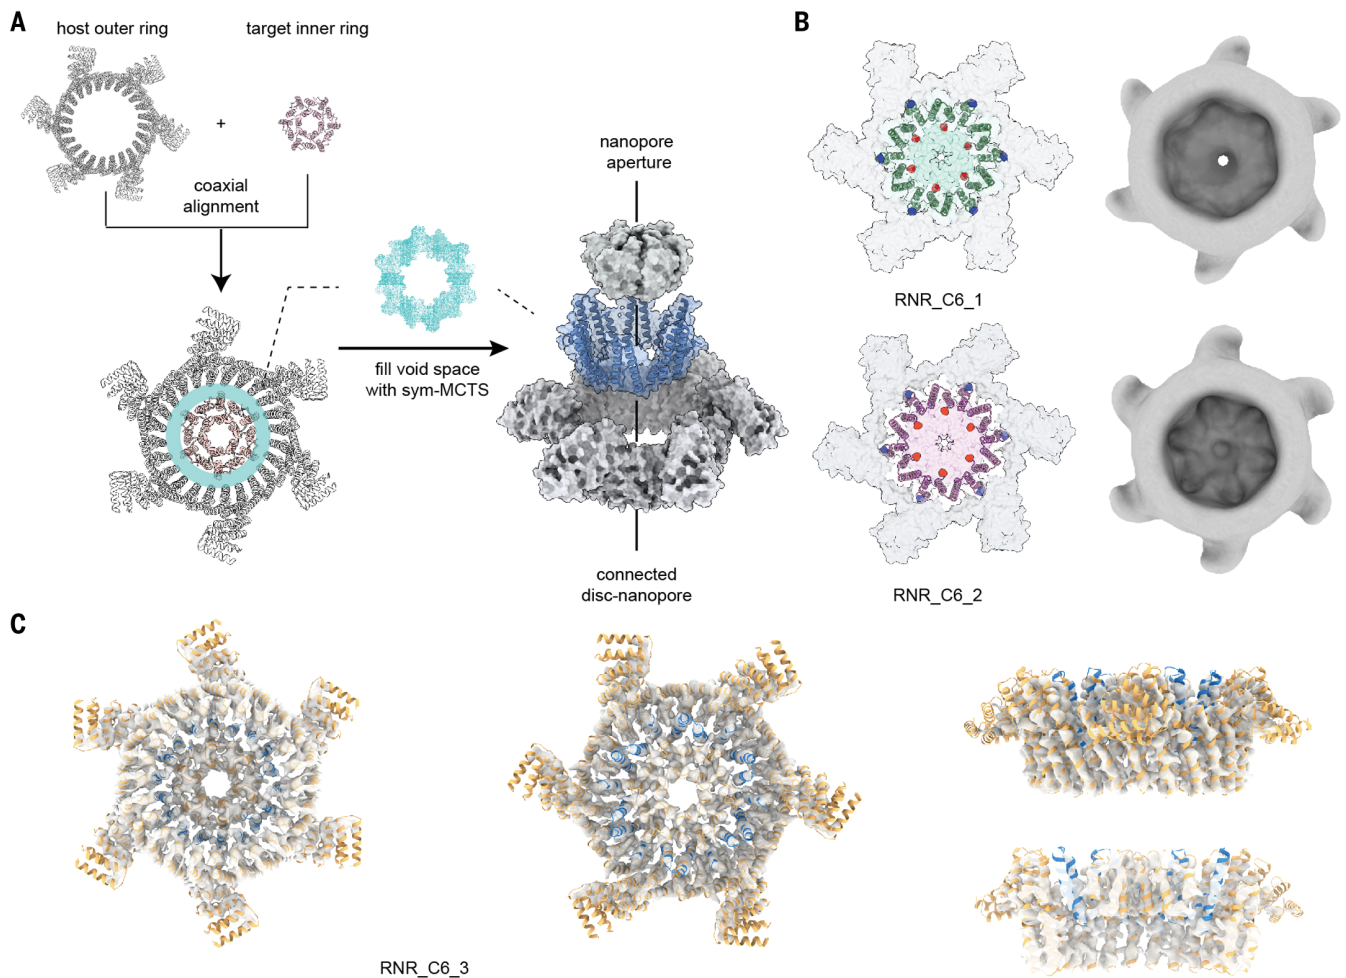 A
host outer ring
target inner ring
+
coaxial
alignment
fill void space
with sym-MCTS
nanopore
aperture
connected
disc-nanopore
B
RNR_C6_1
RNR_C6_2
C
RNR_C6_3